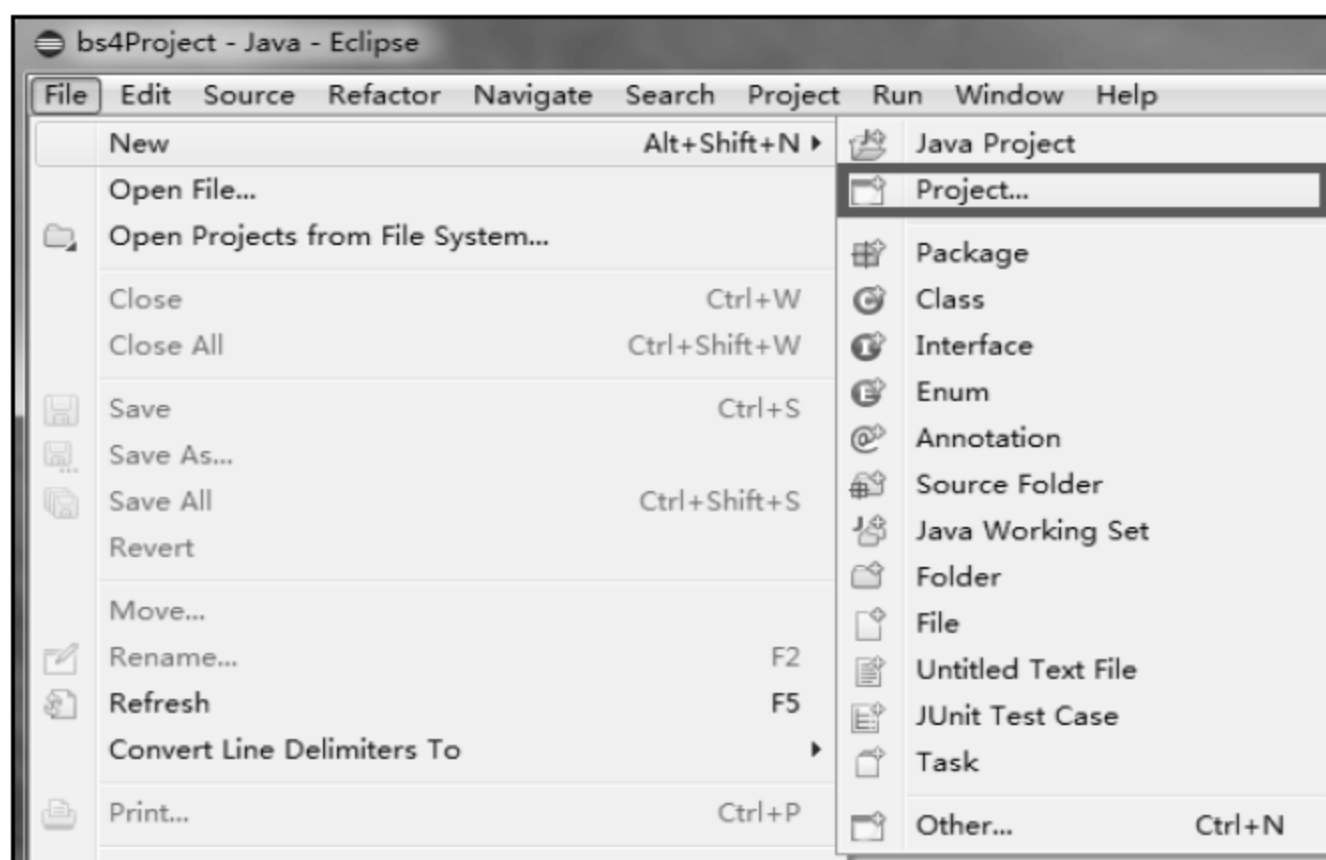 bs4Project - Java - Eclipse
File Edit Source Refactor Navigate Search Project Run Window Help
New Alt+Shift+N
Open File...
Open Projects from File System...
Close Ctrl+W
Close All Ctrl+Shift+W
Save Ctrl+S
Save As...
Save All Ctrl+Shift+S
Revert
Move...
Rename... F2
Refresh F5
Convert Line Delimiters To
Print... Ctrl+P
Java Project
Project...
Package
Class
Interface
Enum
Annotation
Source Folder
Java Working Set
Folder
File
Untitled Text File
JUnit Test Case
Task
Other... Ctrl+N